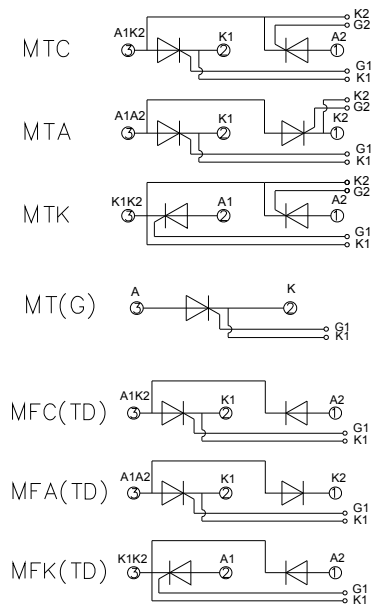 K2
G2
A1K2 K1 A2
MTC 3 2 1
G1
K1
K2
G2
A1A2 K1 K2
MTA 3 2 1
G1
K1
K2
G2
K1K2 A1 A2
MTK 3 2 1
G1
K1
A K
MT(G) 3 2
G1
K1
A1K2 K1 A2
MFC(TD) 3 2 1
G1
K1
A1A2 K1 K2
MFA(TD) 3 2 1
G1
K1
K1K2 A1 A2
MFK(TD) 3 2 1
G1
K1